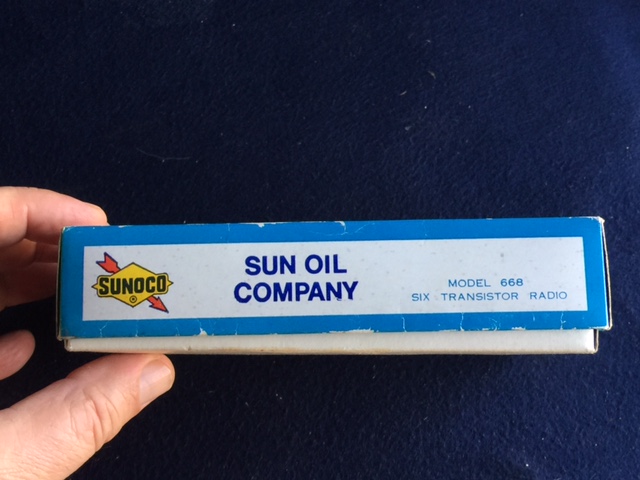 SUNOCO
SUN OIL
COMPANY
MODEL 668
SIX TRANSISTOR RADIO